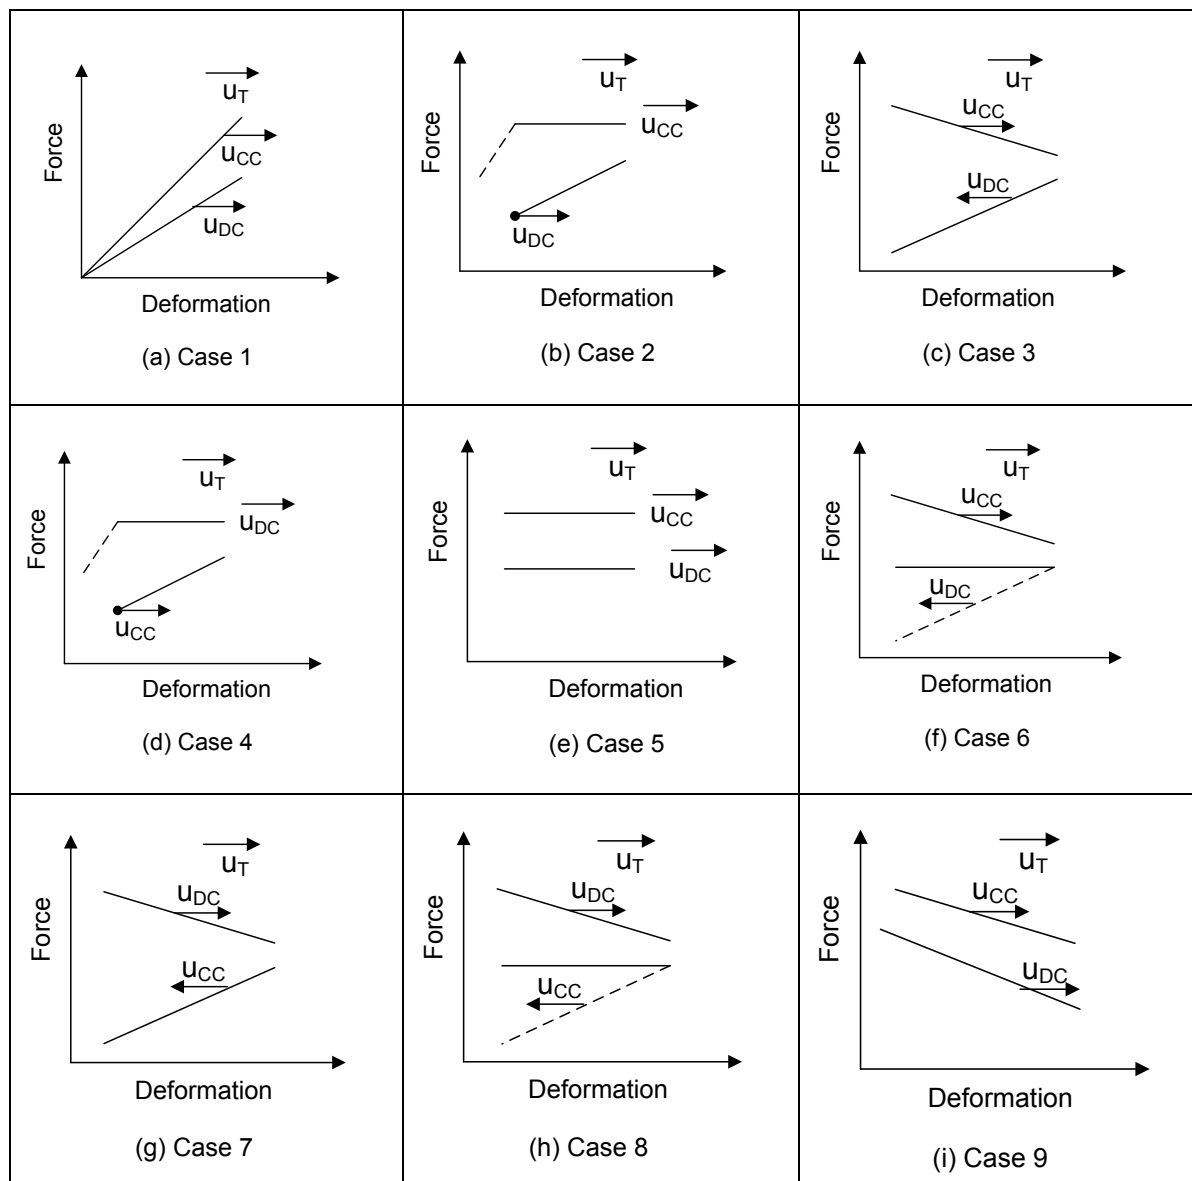 Force
u_T
u_CC
u_DC
Deformation
(a) Case 1
Force
u_T
u_CC
u_DC
Deformation
(b) Case 2
Force
u_T
u_CC
u_DC
Deformation
(c) Case 3
Force
u_T
u_DC
u_CC
Deformation
(d) Case 4
Force
u_T
u_CC
u_DC
Deformation
(e) Case 5
Force
u_T
u_CC
u_DC
Deformation
(f) Case 6
Force
u_T
u_DC
u_CC
Deformation
(g) Case 7
Force
u_T
u_DC
u_CC
Deformation
(h) Case 8
Force
u_T
u_CC
u_DC
Deformation
(i) Case 9